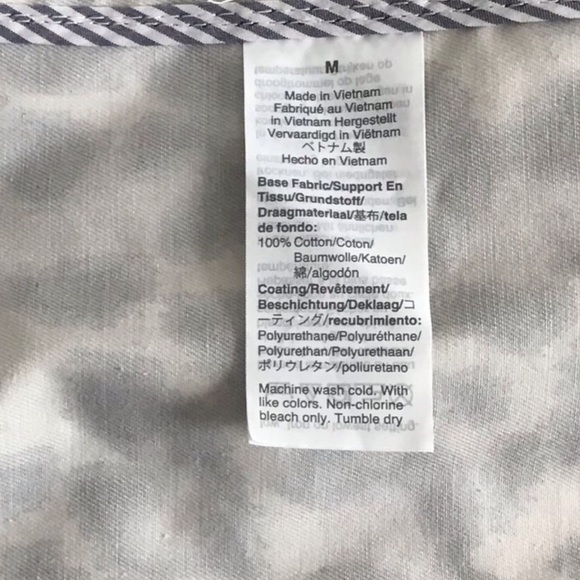 M
Made in Vietnam
Fabriqué au Vietnam
in Vietnam Hergestellt
Vervaardigd in Viëtnam
ベトナム製
Hecho en Vietnam
Base Fabric/Support En
Tissu/Grundstoff/
Draagmateriaal/基布/tela
de fondo:
100% Cotton/Coton/
Baumwolle/Katoen/
綿/algodón
Coating/Revêtement/
Beschichtung/Deklaag/コ
ーティング/recubrimiento:
Polyurethane/Polyuréthane/
Polyurethan/Polyurethaan/
ポリウレタン/poliuretano
Machine wash cold. With
like colors. Non-chlorine
bleach only. Tumble dry